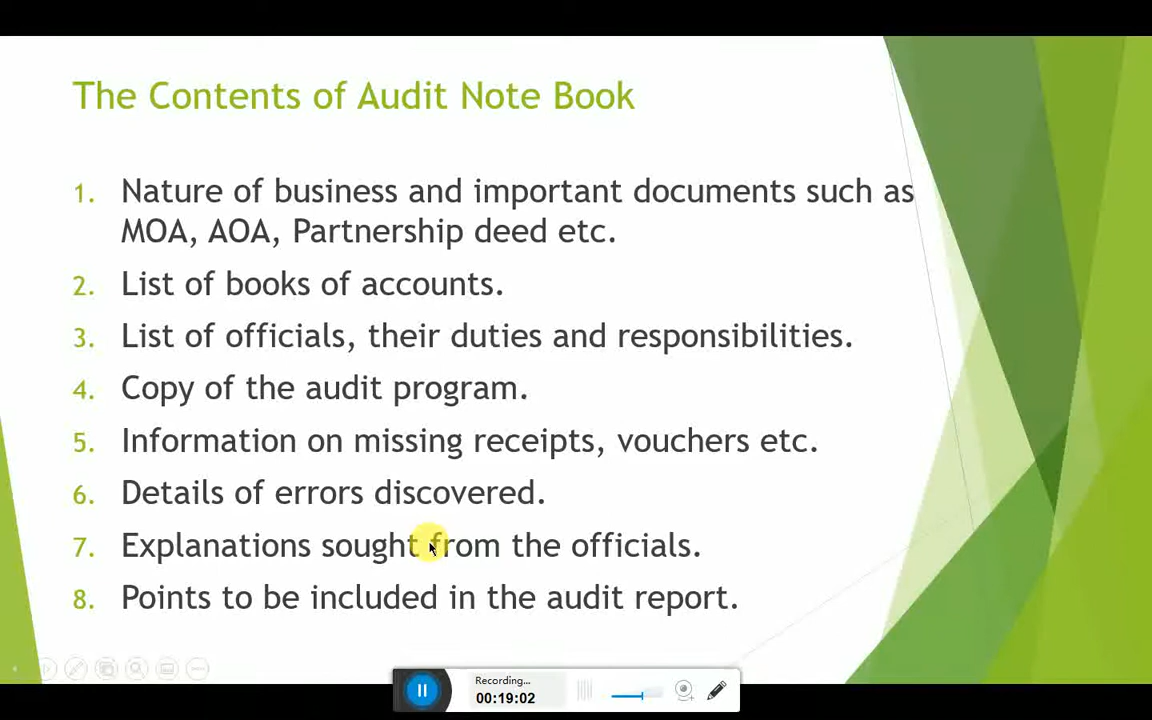 The Contents of Audit Note Book
1. Nature of business and important documents such as
MOA, AOA, Partnership deed etc.
2. List of books of accounts.
3. List of officials, their duties and responsibilities.
4. Copy of the audit program.
5. Information on missing receipts, vouchers etc.
6. Details of errors discovered.
7. Explanations sought from the officials.
8. Points to be included in the audit report.
Recording...
00:19:02